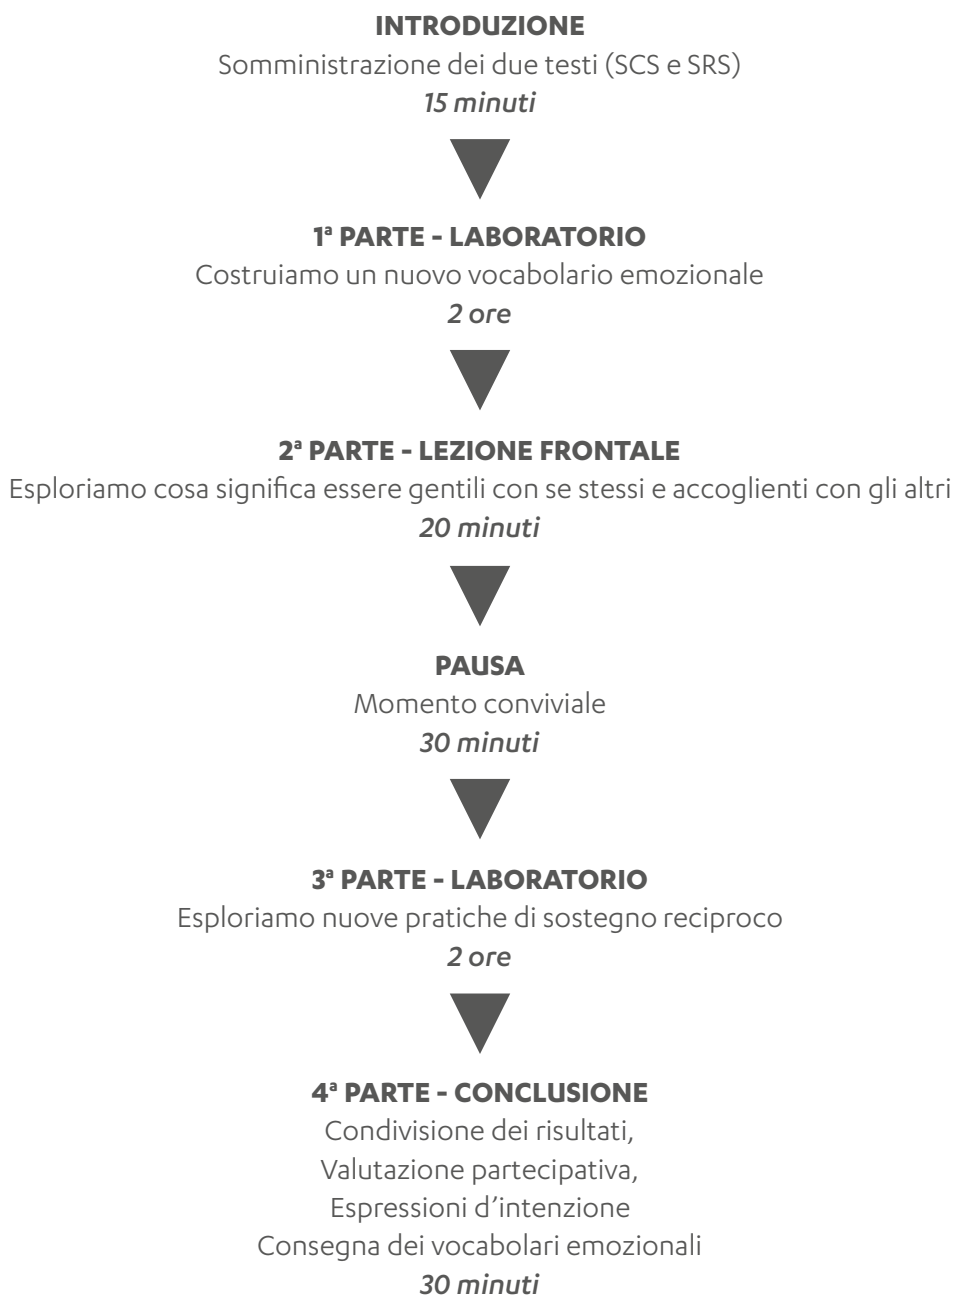 INTRODUZIONE
Somministrazione dei due testi (SCS e SRS)
15 minuti
1ª PARTE - LABORATORIO
Costruiamo un nuovo vocabolario emozionale
2 ore
2ª PARTE - LEZIONE FRONTALE
Esploriamo cosa significa essere gentili con se stessi e accoglienti con gli altri
20 minuti
PAUSA
Momento conviviale
30 minuti
3ª PARTE - LABORATORIO
Esploriamo nuove pratiche di sostegno reciproco
2 ore
4ª PARTE - CONCLUSIONE
Condivisione dei risultati,
Valutazione partecipativa,
Espressioni d’intenzione
Consegna dei vocabolari emozionali
30 minuti